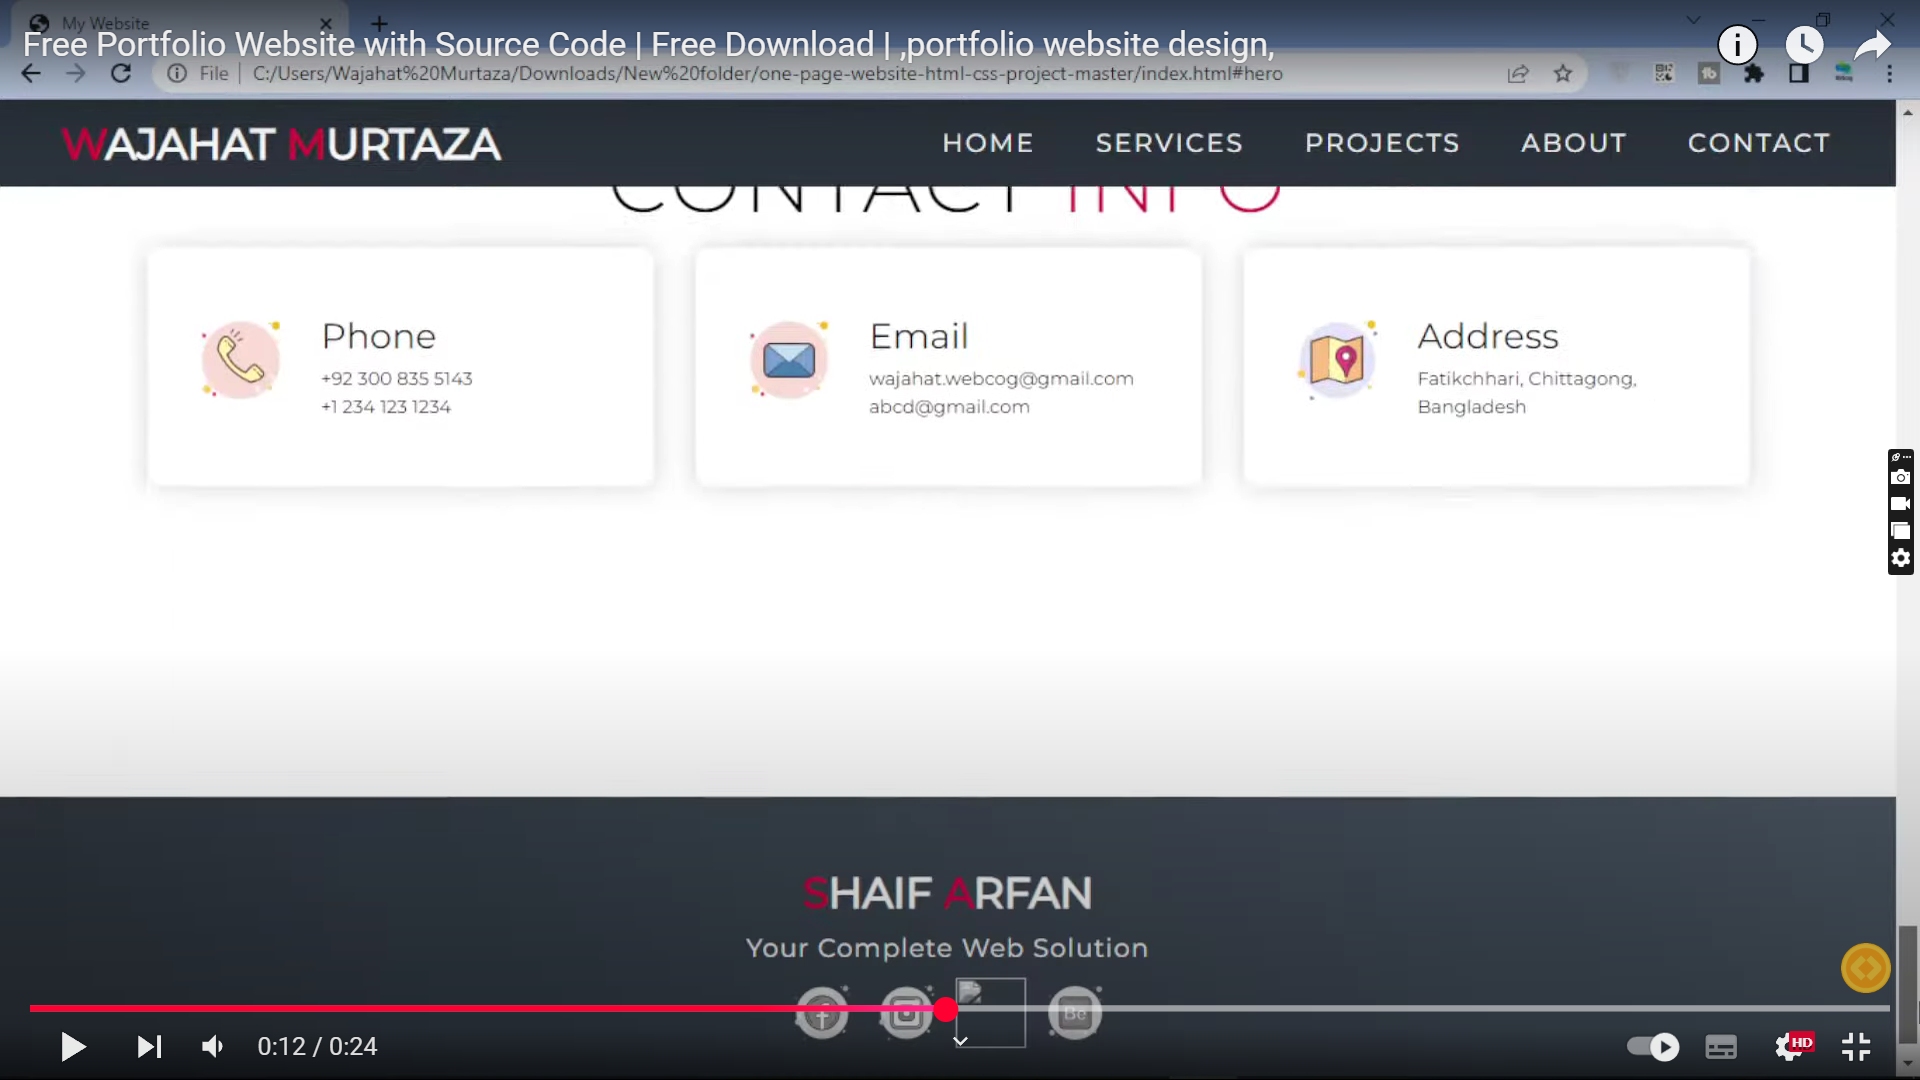 My Website
Free Portfolio Website with Source Code | Free Download | ,portfolio website design,
File | C:/Users/Wajahat%20Murtaza/Downloads/New%20folder/one-page-website-html-css-project-master/index.html#hero
WAJAHAT MURTAZA
HOME SERVICES PROJECTS ABOUT CONTACT
CONTACT INFO
Phone
+92 300 835 5143
+1 234 123 1234
Email
wajahat.webcog@gmail.com
abcd@gmail.com
Address
Fatikchhari, Chittagong,
Bangladesh
SHAIF ARFAN
Your Complete Web Solution
Be
0:12 / 0:24
HD